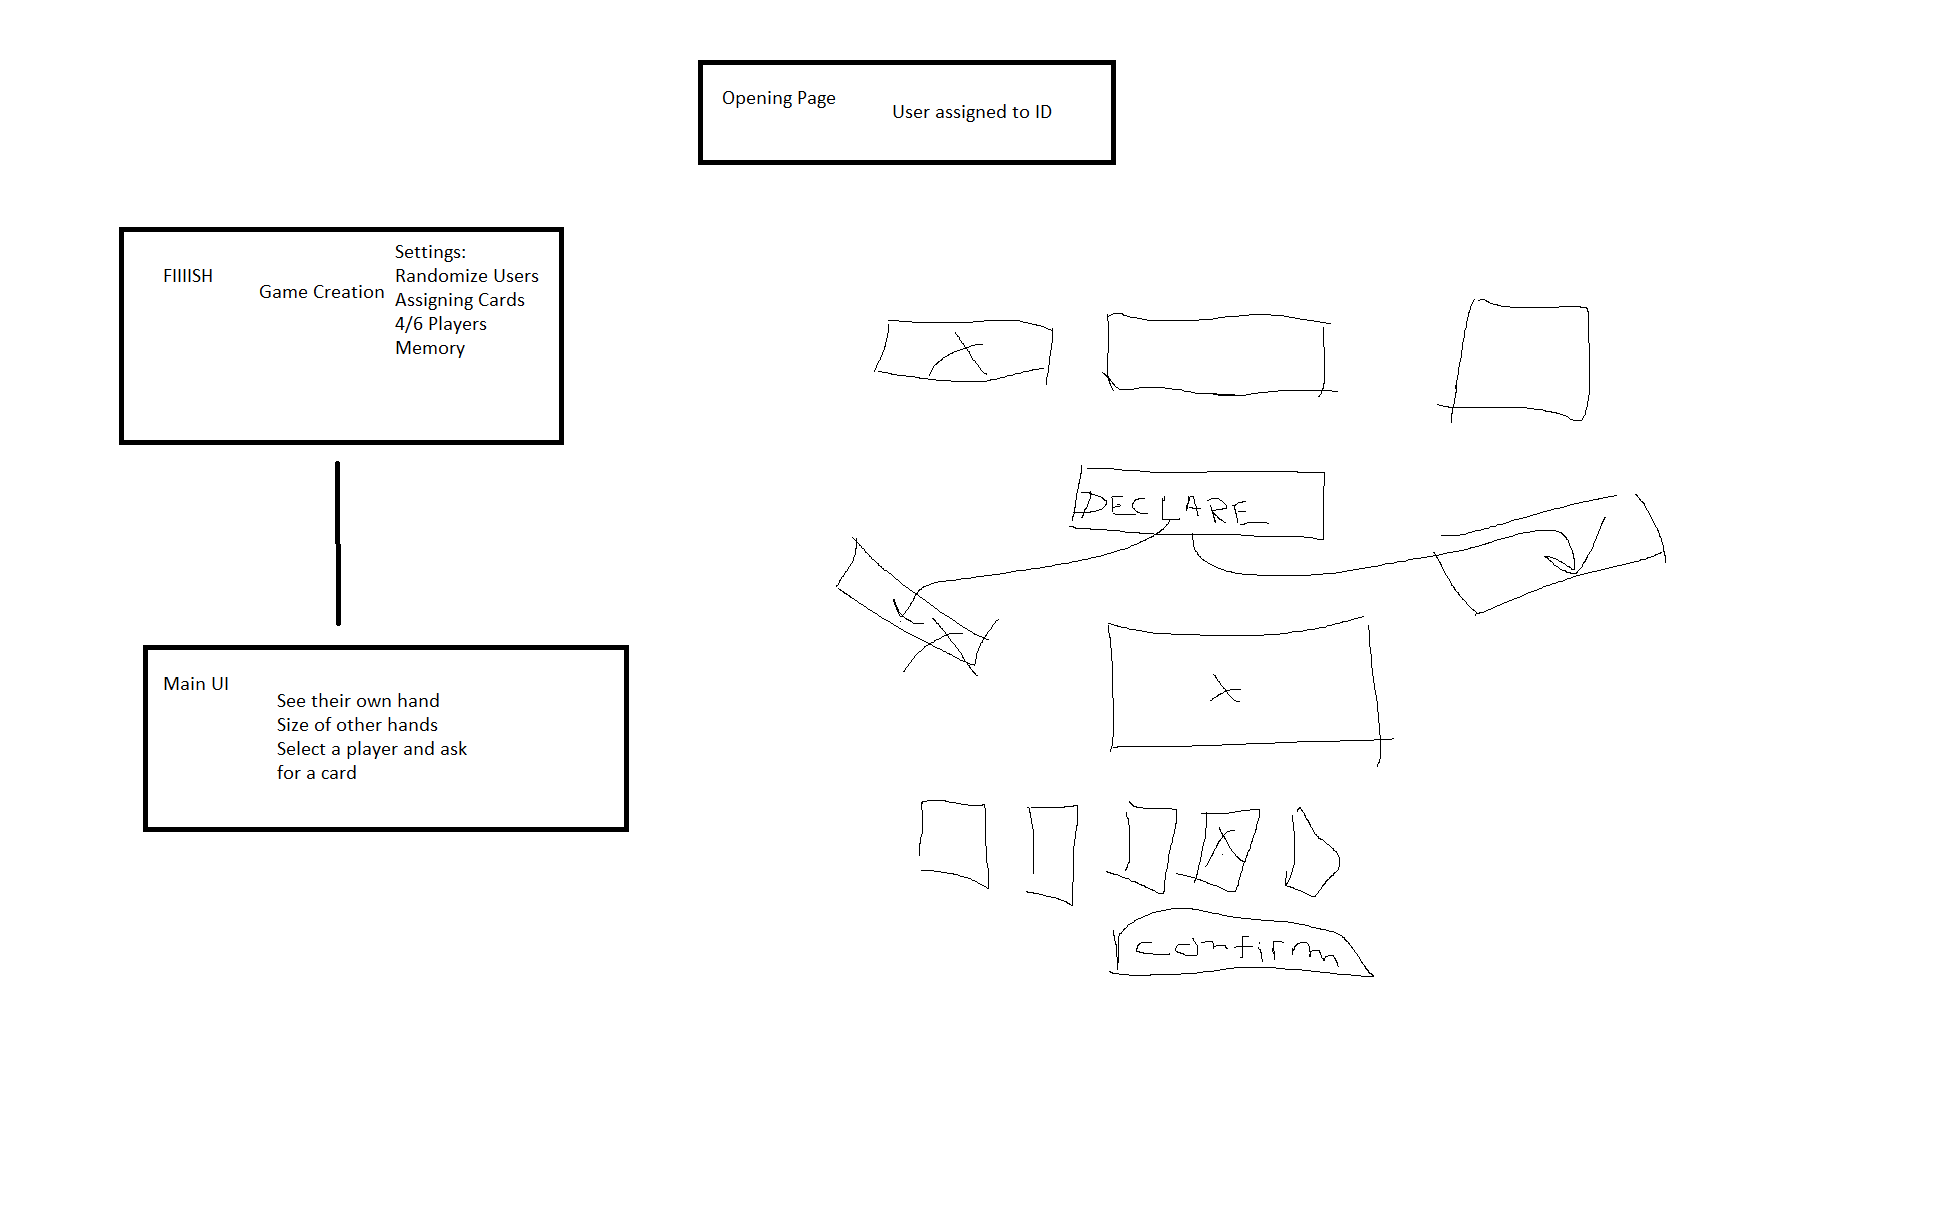 Opening Page
User assigned to ID
FIIIISH
Game Creation
Settings:
Randomize Users
Assigning Cards
4/6 Players
Memory
DECLARE
Main UI
See their own hand
Size of other hands
Select a player and ask
for a card
confirm